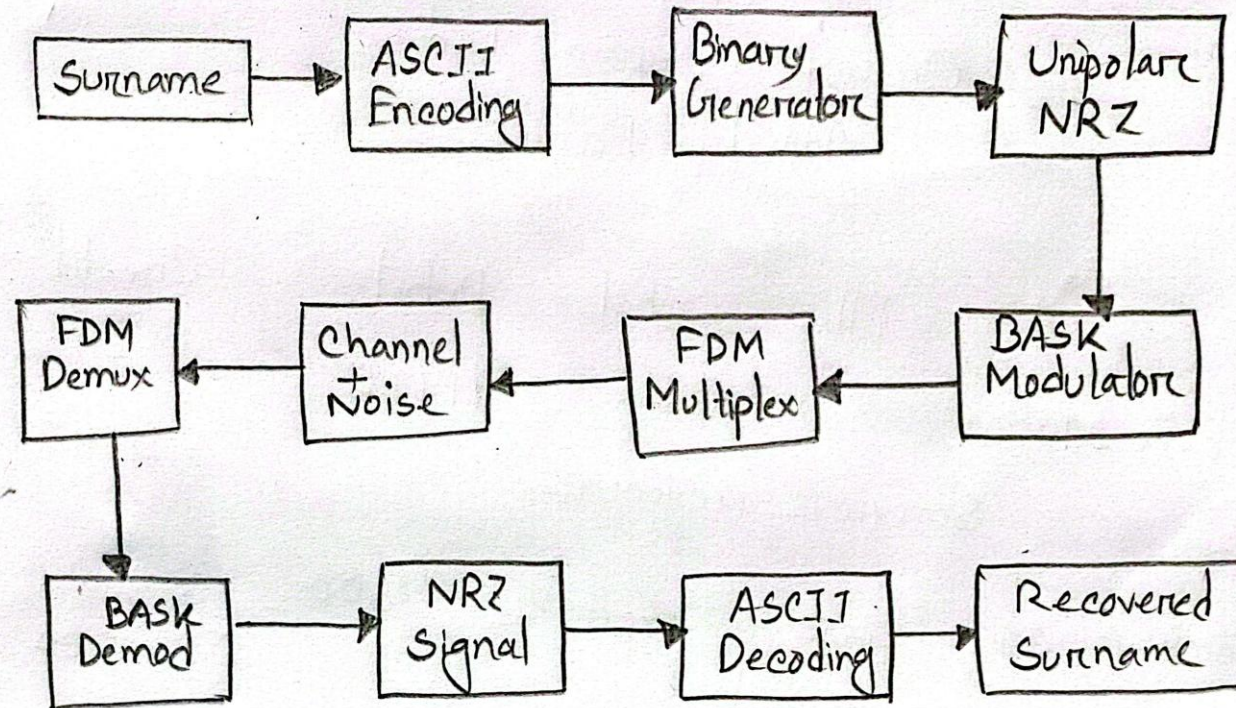 Surname
ASCII
Encoding
Binary
Generator
Unipolar
NRZ
BASK
Modulator
FDM
Multiplex
Channel
+
Noise
FDM
Demux
BASK
Demod
NRZ
Signal
ASCII
Decoding
Recovered
Surname